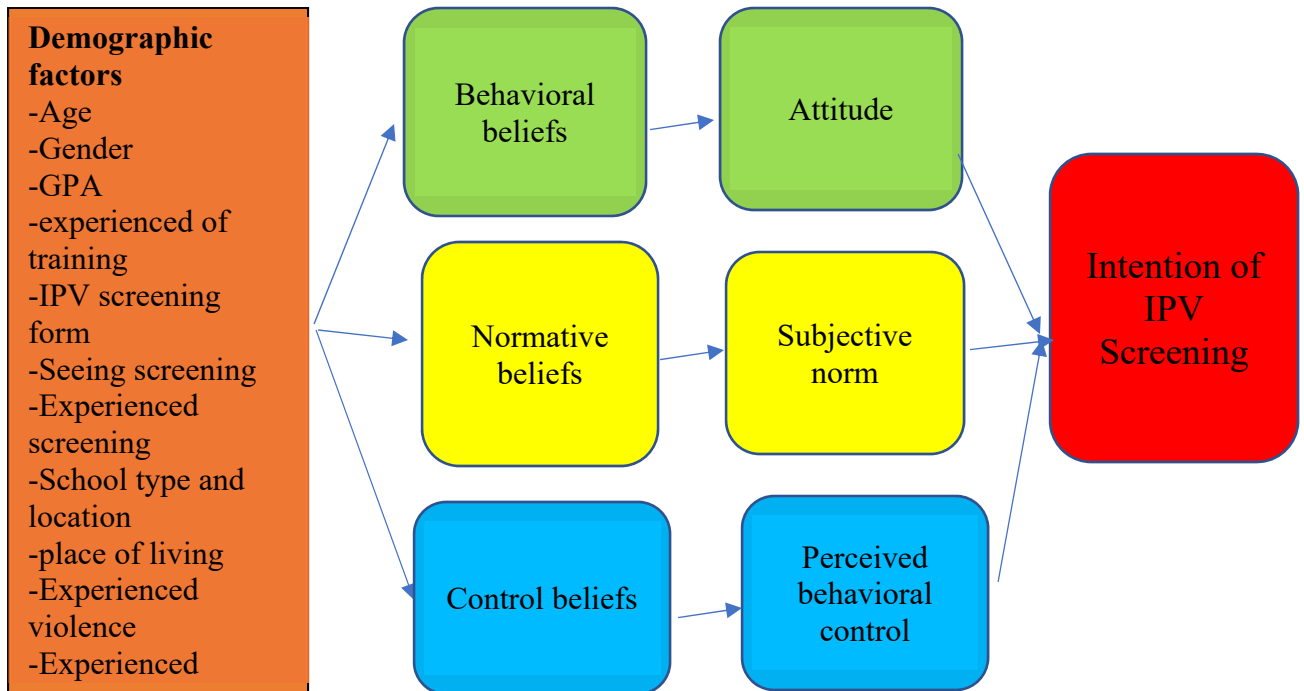 Demographic
factors
-Age
-Gender
-GPA
-experienced of
training
-IPV screening
form
-Seeing screening
-Experienced
screening
-School type and
location
-place of living
-Experienced
violence
-Experienced
Behavioral
beliefs
Attitude
Normative
beliefs
Subjective
norm
Control beliefs
Perceived
behavioral
control
Intention of
IPV
Screening